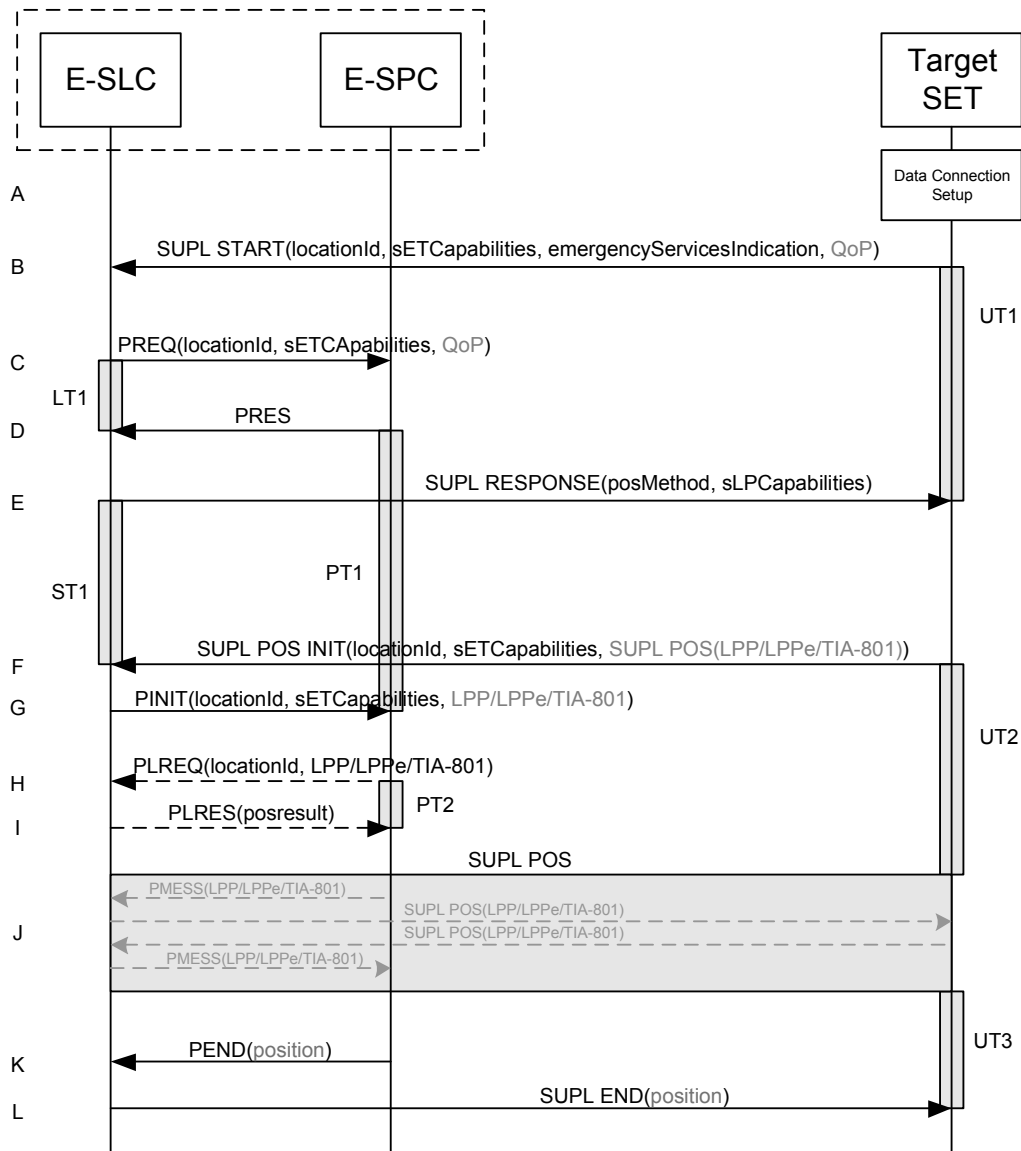 E-SLC
E-SPC
Target
SET
Data Connection
Setup
A
SUPL START(locationId, sETCapabilities, emergencyServicesIndication, QoP)
B
UT1
PREQ(locationId, sETCApabilities, QoP)
C
LT1
PRES
D
SUPL RESPONSE(posMethod, sLPCapabilities)
E
PT1
ST1
SUPL POS INIT(locationId, sETCapabilities, SUPL POS(LPP/LPPe/TIA-801))
F
PINIT(locationId, sETCapabilities, LPP/LPPe/TIA-801)
G
UT2
PLREQ(locationId, LPP/LPPe/TIA-801)
H
PT2
PLRES(posresult)
I
SUPL POS
PMESS(LPP/LPPe/TIA-801)
SUPL POS(LPP/LPPe/TIA-801)
J
SUPL POS(LPP/LPPe/TIA-801)
PMESS(LPP/LPPe/TIA-801)
UT3
PEND(position)
K
SUPL END(position)
L